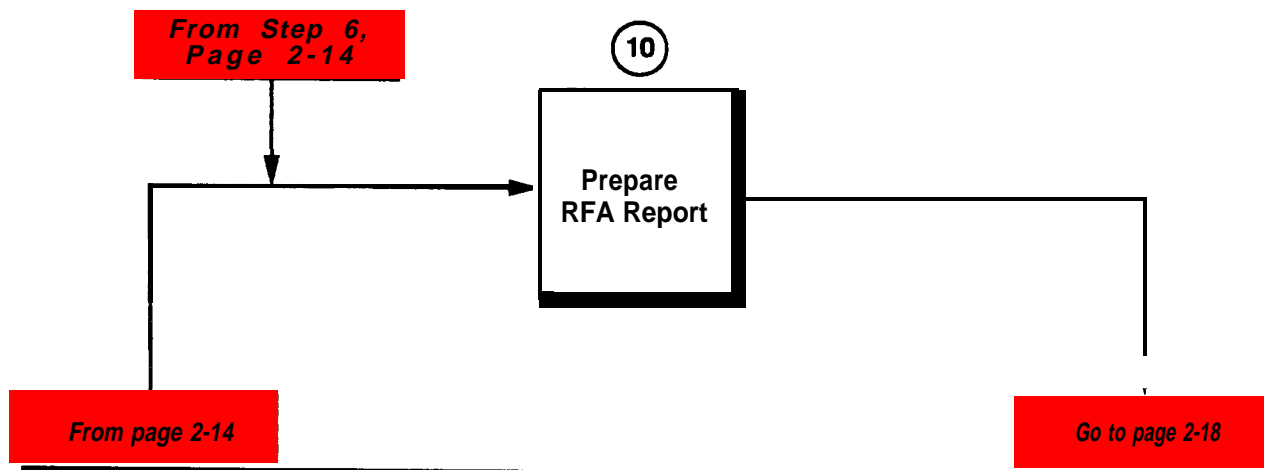 From Step 6,
Page 2-14
10
Prepare
RFA Report
From page 2-14
Go to page 2-18